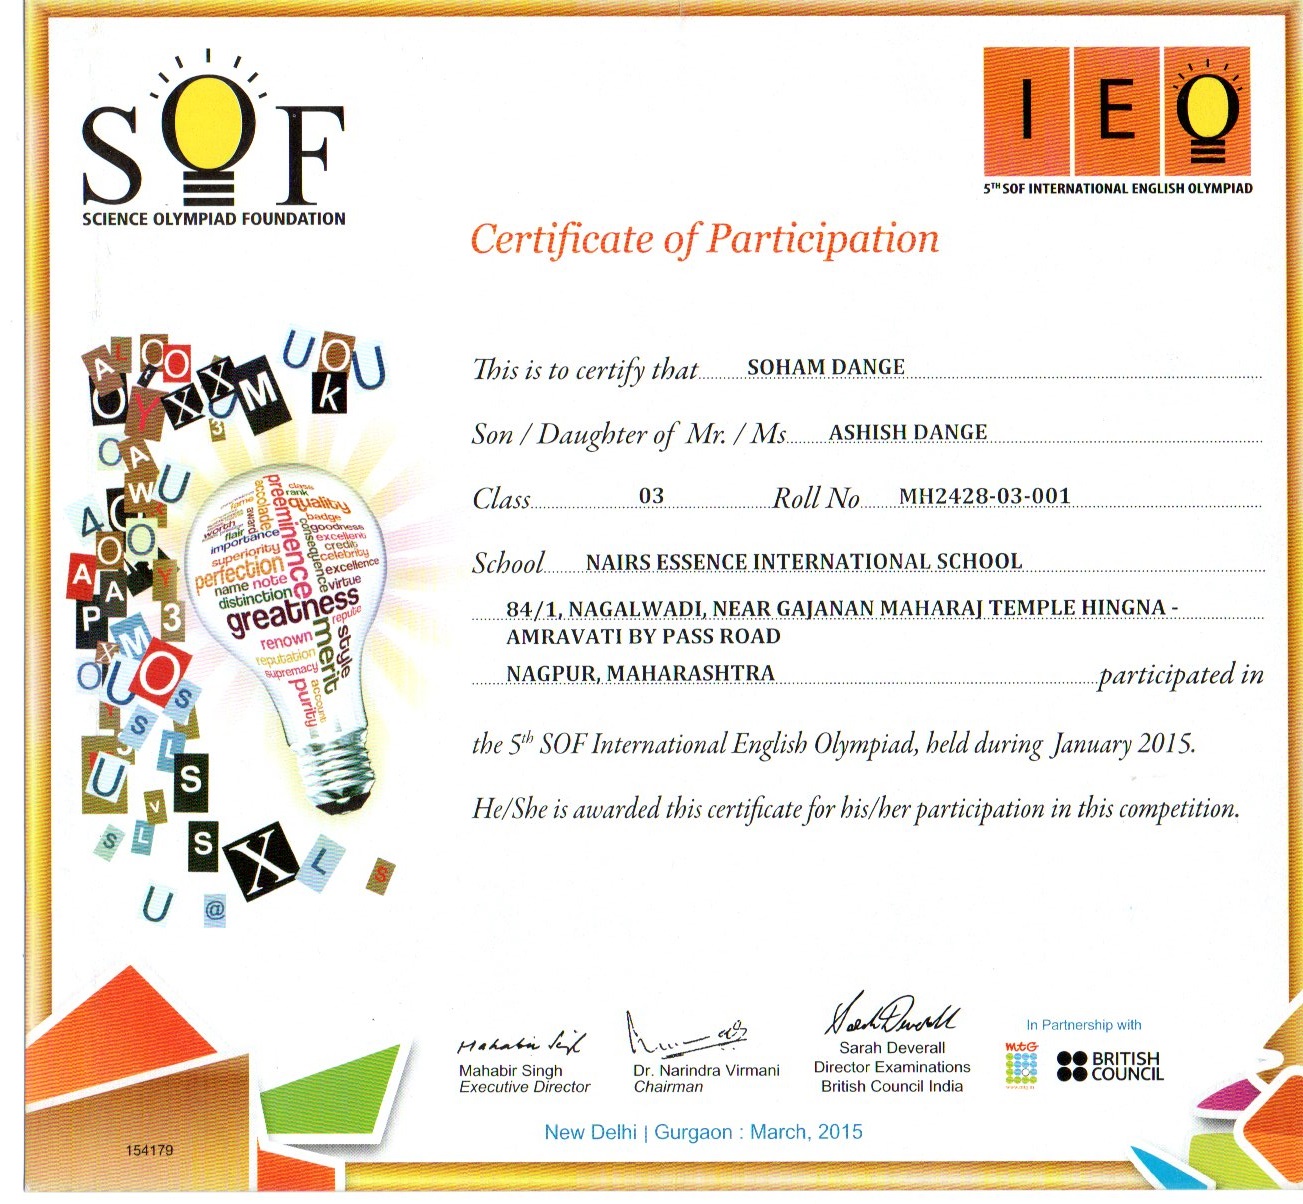 SOF
SCIENCE OLYMPIAD FOUNDATION
IEO
5TH SOF INTERNATIONAL ENGLISH OLYMPIAD
Certificate of Participation
This is to certify that SOHAM DANGE
Son / Daughter of Mr. / Ms. ASHISH DANGE
Class 03 Roll No MH2428-03-001
School NAIRS ESSENCE INTERNATIONAL SCHOOL
84/1, NAGALWADI, NEAR GAJANAN MAHARAJ TEMPLE HINGNA -
AMRAVATI BY PASS ROAD
NAGPUR, MAHARASHTRA participated in
the 5th SOF International English Olympiad, held during January 2015.
He/She is awarded this certificate for his/her participation in this competition.
class
rank
quality
preeminence
accolade
award
fame
badge
worth
flair
goodness
importance
consequence
excellent
credit
superiority
celebrity
perfection
excellence
name note
virtue
distinction
greatness
repute
renown
merit
style
reputation
supremacy
purity
account
Mahabir Singh
Sarah Deverall
Mahabir Singh
Executive Director
Dr. Narindra Virmani
Chairman
Sarah Deverall
Director Examinations
British Council India
In Partnership with
MtG
BRITISH
COUNCIL
New Delhi | Gurgaon : March, 2015
154179